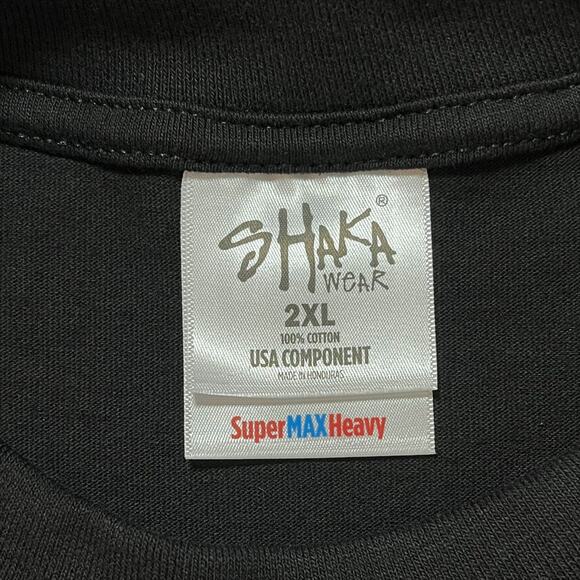 SHAKA®
WEAR
2XL
100% COTTON
USA COMPONENT
MADE IN HONDURAS
SuperMAXHeavy